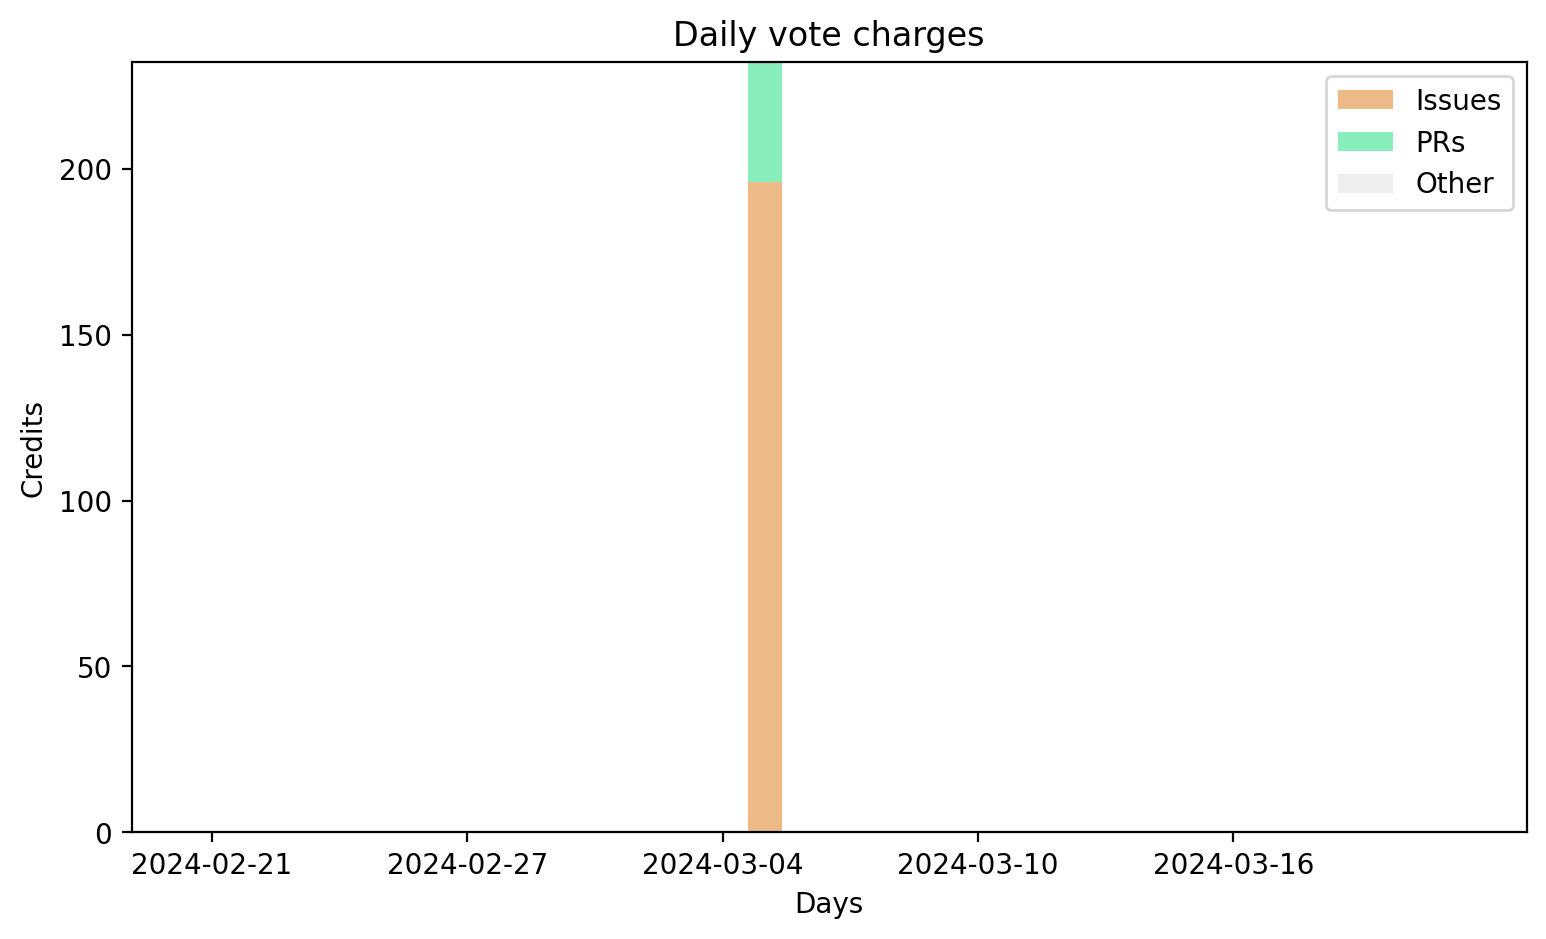 Daily vote charges
Issues
PRs
Other
200
150
100
50
0
Credits
2024-02-21
2024-02-27
2024-03-04
2024-03-10
2024-03-16
Days